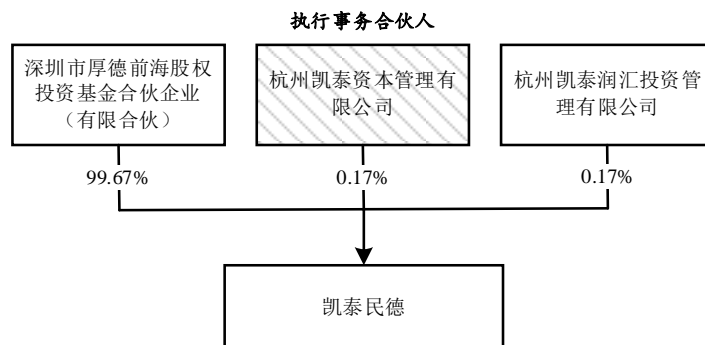 执行事务合伙人
深圳市厚德前海股权
投资基金合伙企业
（有限合伙）
杭州凯泰资本管理有
限公司
杭州凯泰润汇投资管
理有限公司
99.67%
0.17%
0.17%
凯泰民德